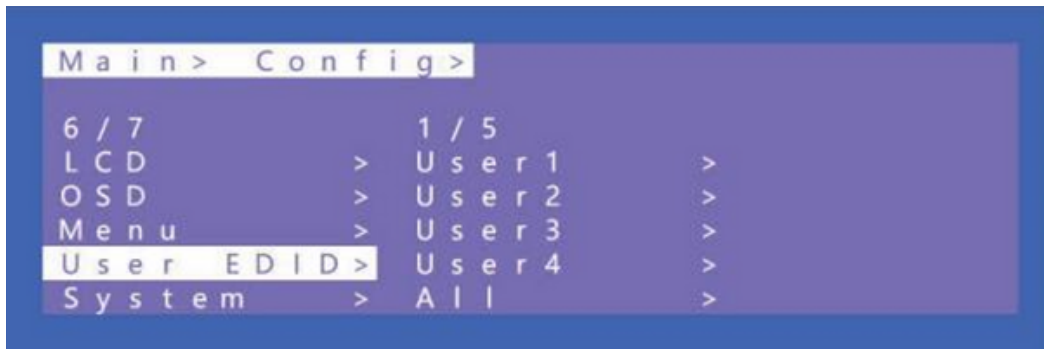 Main> Config>
6/7 1/5
LCD > User1 >
OSD > User2 >
Menu > User3 >
User EDID> User4 >
System > All >